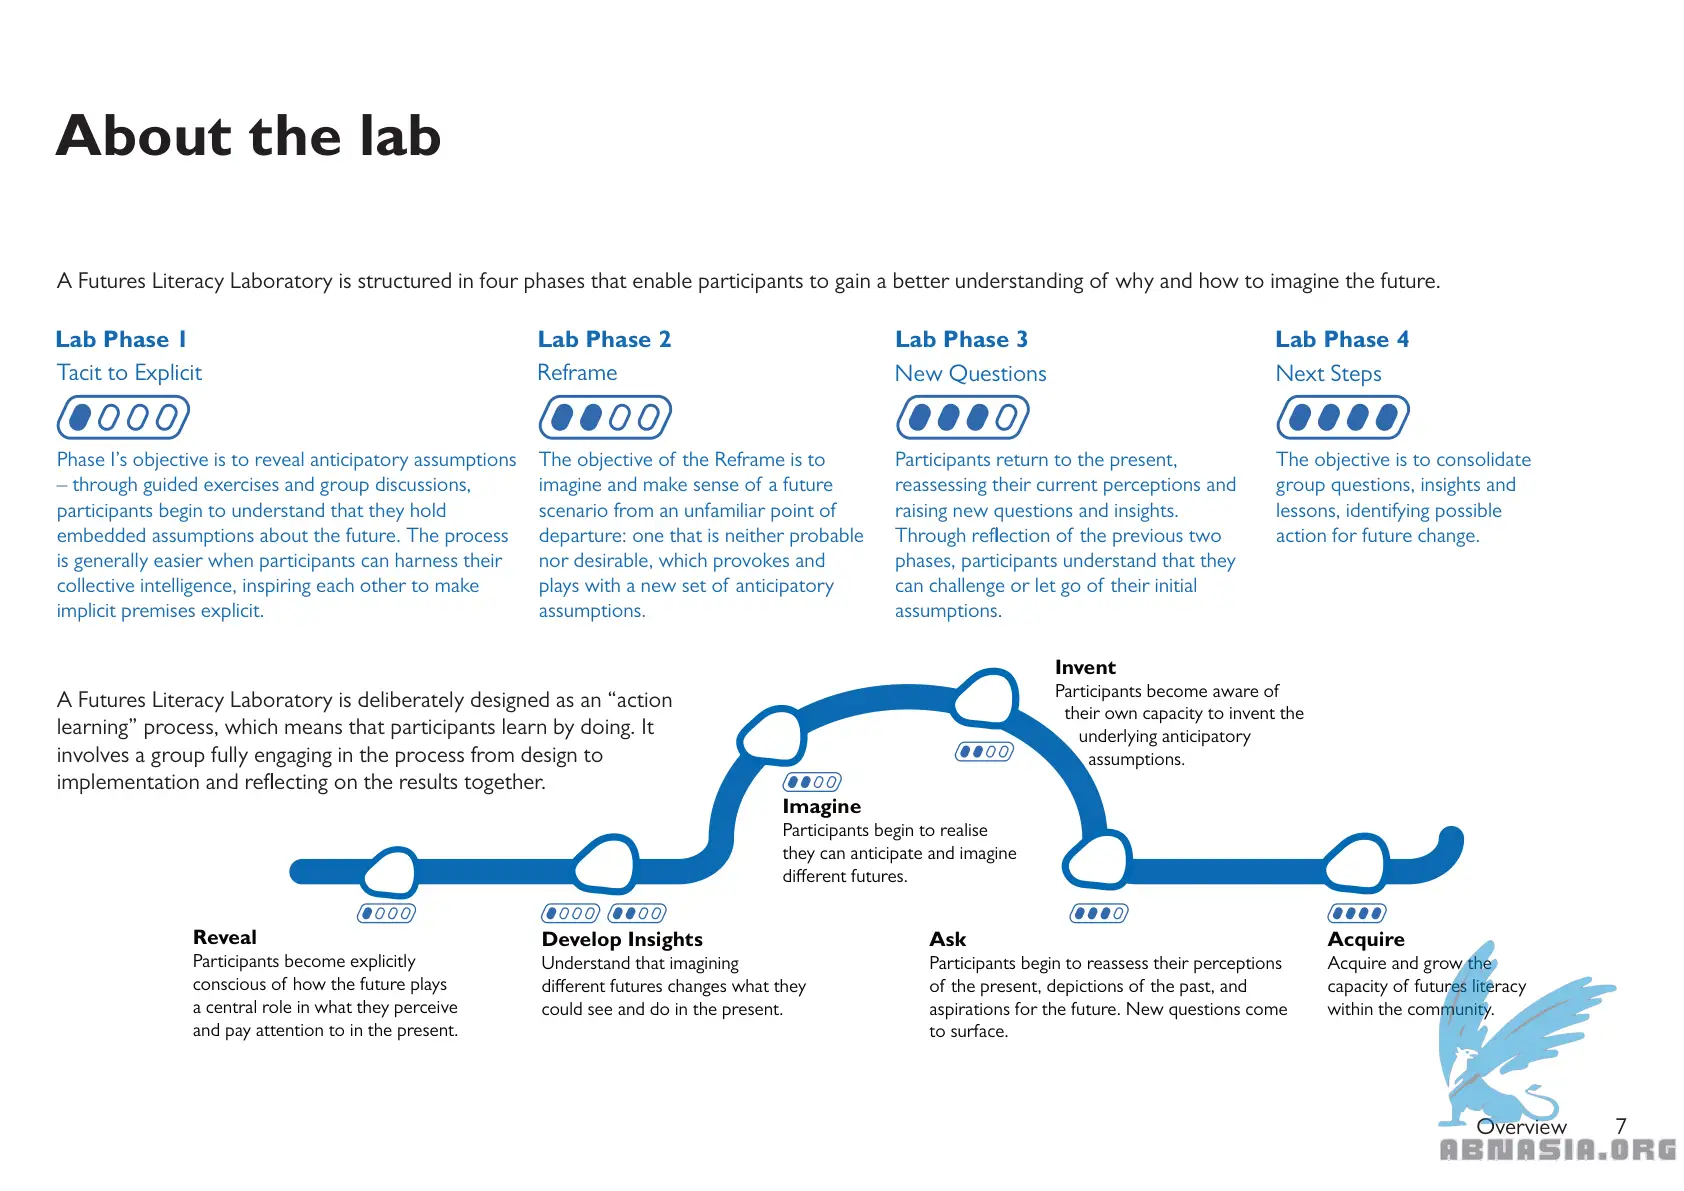 About the lab
A Futures Literacy Laboratory is structured in four phases that enable participants to gain a better understanding of why and how to imagine the future.
Lab Phase 1
Tacit to Explicit
Phase I's objective is to reveal anticipatory assumptions
– through guided exercises and group discussions,
participants begin to understand that they hold
embedded assumptions about the future. The process
is generally easier when participants can harness their
collective intelligence, inspiring each other to make
implicit premises explicit.
Lab Phase 2
Reframe
The objective of the Reframe is to
imagine and make sense of a future
scenario from an unfamiliar point of
departure: one that is neither probable
nor desirable, which provokes and
plays with a new set of anticipatory
assumptions.
Lab Phase 3
New Questions
Participants return to the present,
reassessing their current perceptions and
raising new questions and insights.
Through reflection of the previous two
phases, participants understand that they
can challenge or let go of their initial
assumptions.
Lab Phase 4
Next Steps
The objective is to consolidate
group questions, insights and
lessons, identifying possible
action for future change.
A Futures Literacy Laboratory is deliberately designed as an “action
learning” process, which means that participants learn by doing. It
involves a group fully engaging in the process from design to
implementation and reflecting on the results together.
Reveal
Participants become explicitly
conscious of how the future plays
a central role in what they perceive
and pay attention to in the present.
Develop Insights
Understand that imagining
different futures changes what they
could see and do in the present.
Imagine
Participants begin to realise
they can anticipate and imagine
different futures.
Invent
Participants become aware of
their own capacity to invent the
underlying anticipatory
assumptions.
Ask
Participants begin to reassess their perceptions
of the present, depictions of the past, and
aspirations for the future. New questions come
to surface.
Acquire
Acquire and grow the
capacity of futures literacy
within the community.
Overview 7
ABNASIA.ORG